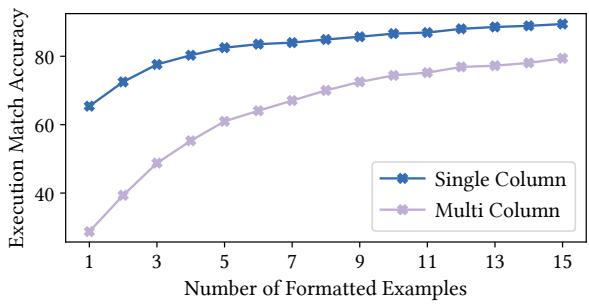 Execution Match Accuracy
80
60
40
1 3 5 7 9 11 13 15
Number of Formatted Examples
Single Column
Multi Column